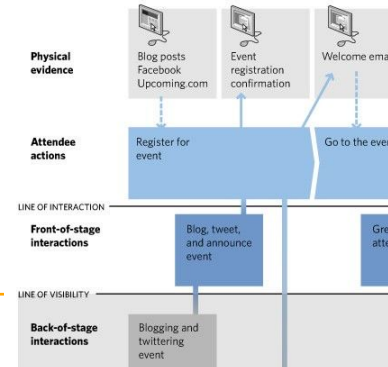 Physical
evidence
Blog posts
Facebook
Upcoming.com
Event
registration
confirmation
Welcome ema
Attendee
actions
Register for
event
Go to the eve
LINE OF INTERACTION
Front-of-stage
interactions
Blog, tweet,
and announce
event
Gre
atte
LINE OF VISIBILITY
Back-of-stage
interactions
Blogging and
twittering
event